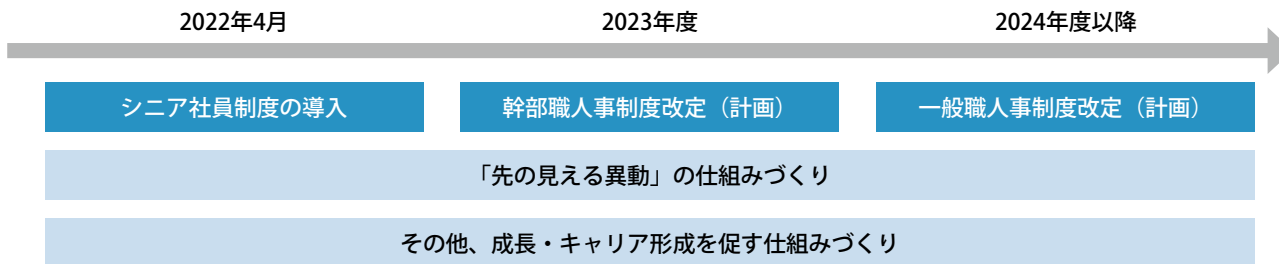 2022年4月
2023年度
2024年度以降
シニア社員制度の導入
幹部職人事制度改定（計画）
一般職人事制度改定（計画）
「先の見える異動」の仕組みづくり
その他、成長・キャリア形成を促す仕組みづくり